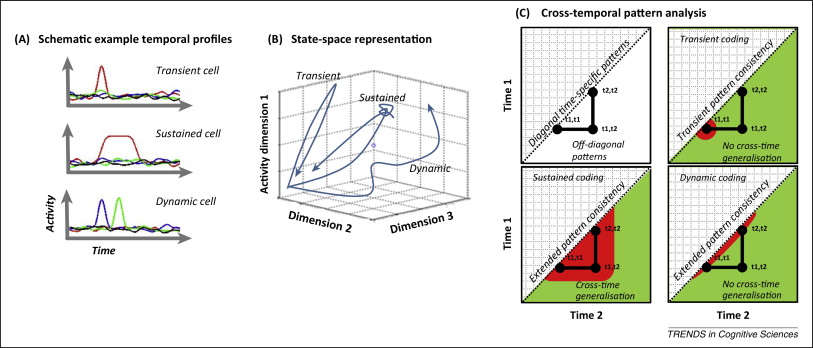 (A) Schematic example temporal profiles
Transient cell
Sustained cell
Dynamic cell
Activity
Time
(B) State-space representation
Transient
Sustained
Dynamic
Activity dimension 1
Dimension 2
Dimension 3
(C) Cross-temporal pattern analysis
Time 1
Diagonal time-specific patterns
t2,t2
t1,t1
t1,t2
Off-diagonal
patterns
Transient coding
Transient pattern consistency
t2,t2
t1,t1
t1,t2
No cross-time
generalisation
Time 1
Sustained coding
Extended pattern consistency
t2,t2
t1,t1
t1,t2
Cross-time
generalisation
Time 2
Dynamic coding
Extended pattern consistency
t2,t2
t1,t1
t1,t2
No cross-time
generalisation
Time 2
TRENDS in Cognitive Sciences